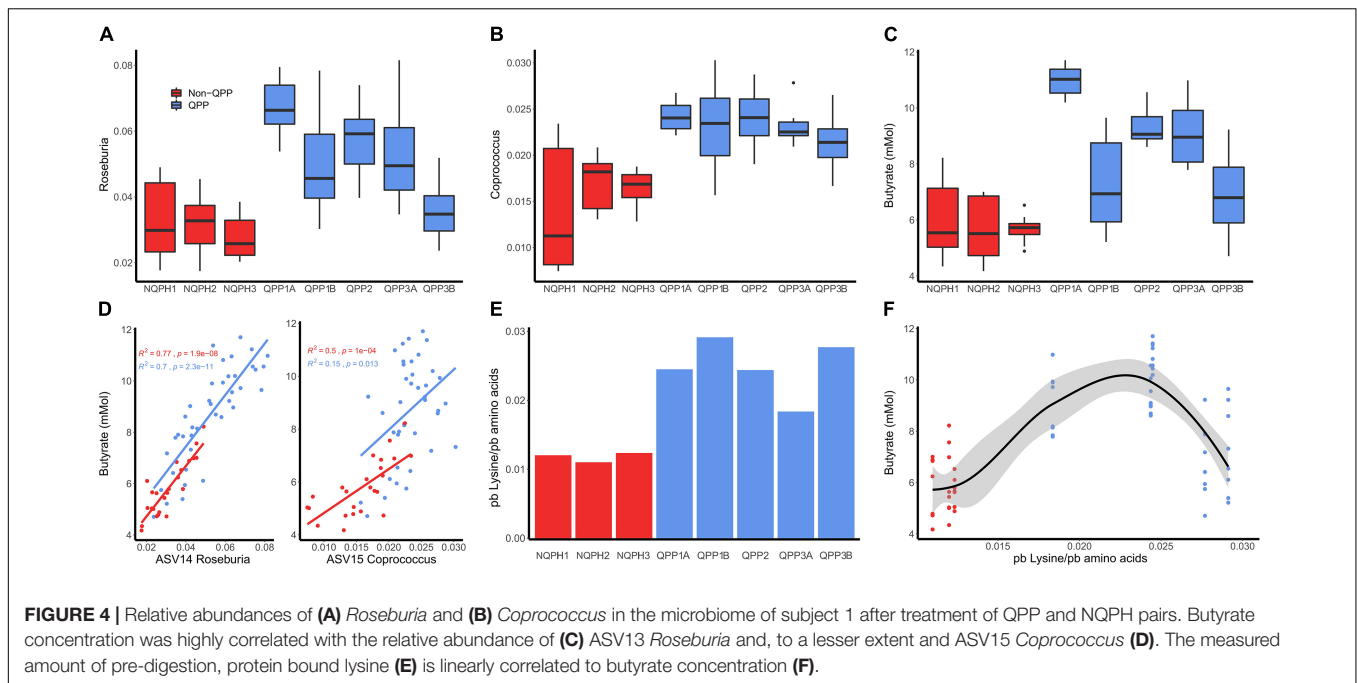 A
Roseburia
0.08
0.06
0.04
0.02
Non−QPP
QPP
NQPH1 NQPH2 NQPH3 QPP1A QPP1B QPP2 QPP3A QPP3B
B
Coprococcus
0.030
0.025
0.020
0.015
0.010
NQPH1 NQPH2 NQPH3 QPP1A QPP1B QPP2 QPP3A QPP3B
C
Butyrate (mMol)
12
10
8
6
4
NQPH1 NQPH2 NQPH3 QPP1A QPP1B QPP2 QPP3A QPP3B
D
Butyrate (mMol)
12
10
8
6
4
R² = 0.77 , p = 1.9e−08
R² = 0.7 , p = 2.3e−11
0.02 0.04 0.06 0.08
ASV14 Roseburia
12
10
8
6
4
R² = 0.5 , p = 1e−04
R² = 0.15 , p = 0.013
0.010 0.015 0.020 0.025 0.030
ASV15 Coprococcus
E
pb Lysine/pb amino acids
0.03
0.02
0.01
0.00
NQPH1 NQPH2 NQPH3 QPP1A QPP1B QPP2 QPP3A QPP3B
F
Butyrate (mMol)
12
10
8
6
4
0.015 0.020 0.025 0.030
pb Lysine/pb amino acids
FIGURE 4 | Relative abundances of (A) Roseburia and (B) Coprococcus in the microbiome of subject 1 after treatment of QPP and NQPH pairs. Butyrate
concentration was highly correlated with the relative abundance of (C) ASV13 Roseburia and, to a lesser extent and ASV15 Coprococcus (D). The measured
amount of pre-digestion, protein bound lysine (E) is linearly correlated to butyrate concentration (F).